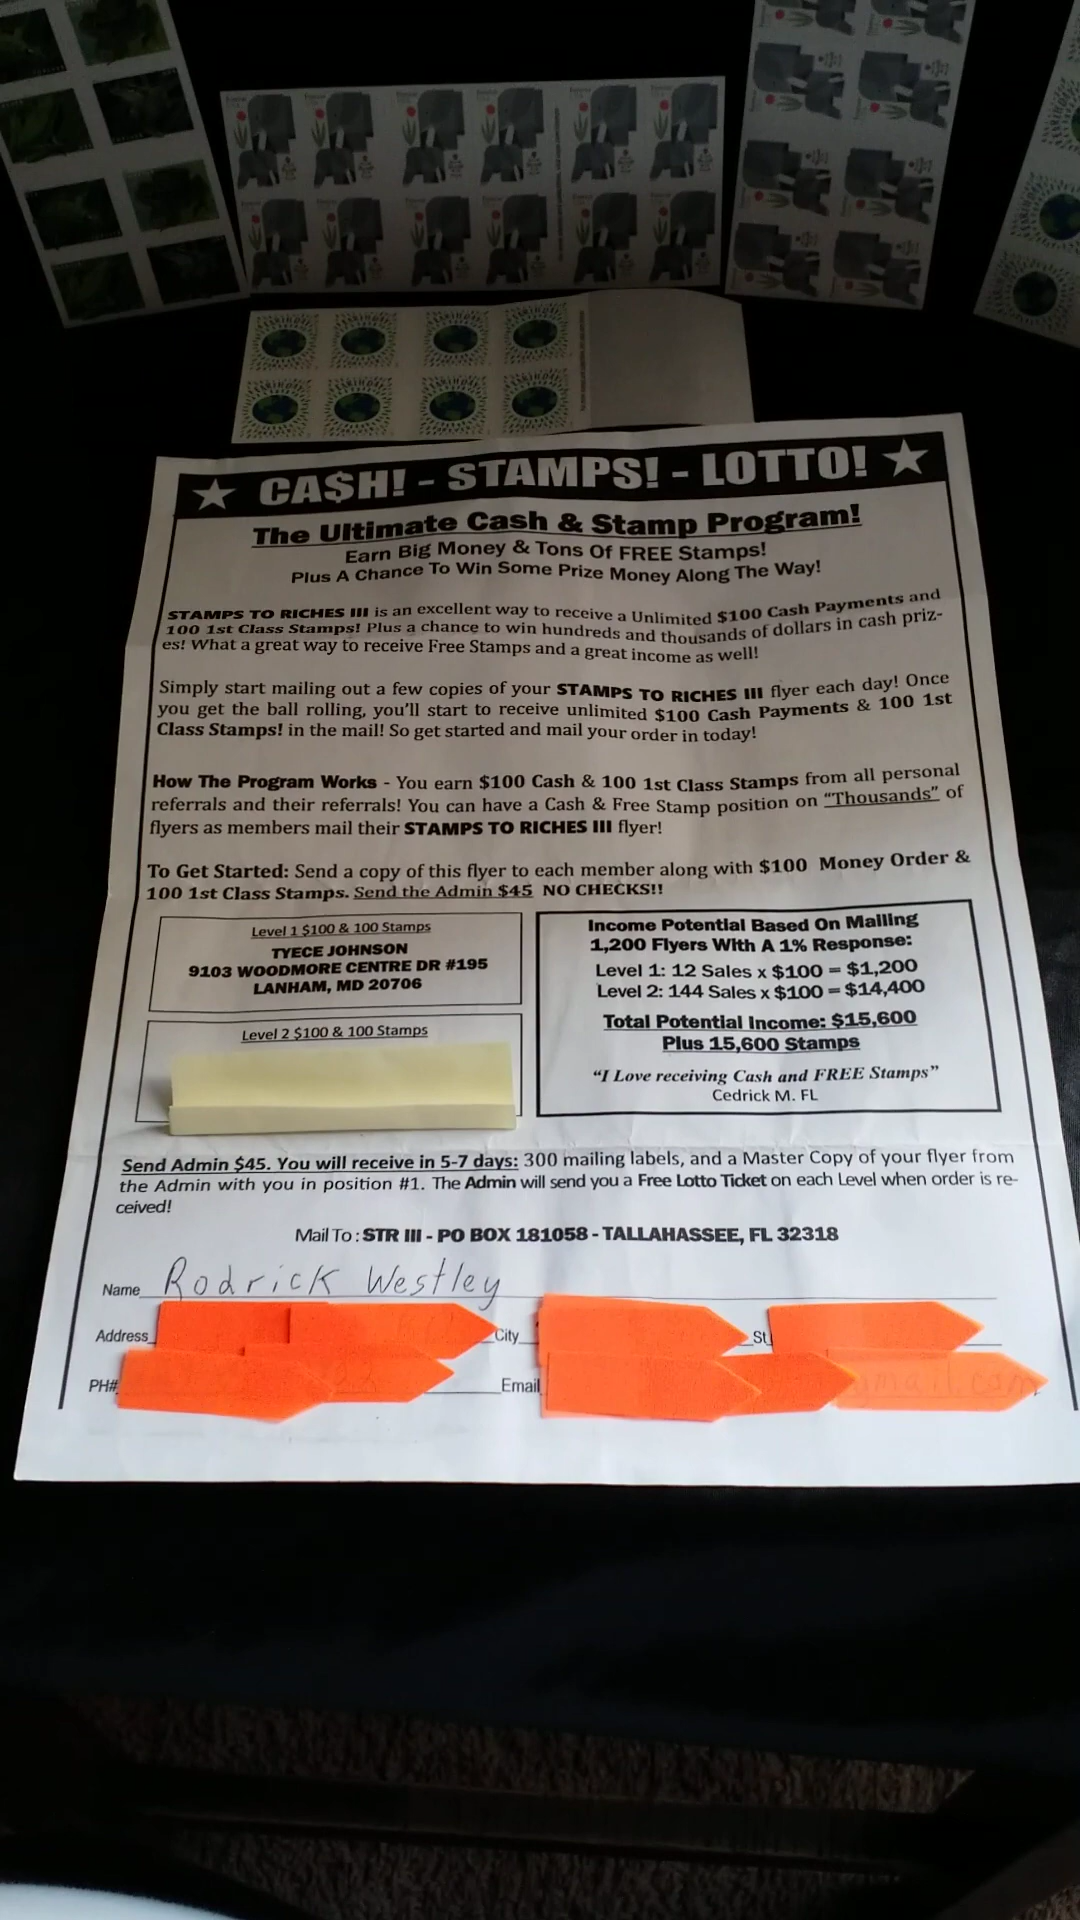 CA$H! - STAMPS! - LOTTO!
The Ultimate Cash & Stamp Program!
Earn Big Money & Tons Of FREE Stamps!
Plus A Chance To Win Some Prize Money Along The Way!
STAMPS TO RICHES III is an excellent way to receive a Unlimited $100 Cash Payments and
100 1st Class Stamps! Plus a chance to win hundreds and thousands of dollars in cash priz-
es! What a great way to receive Free Stamps and a great income as well!
Simply start mailing out a few copies of your STAMPS TO RICHES III flyer each day! Once
you get the ball rolling, you'll start to receive unlimited $100 Cash Payments & 100 1st
Class Stamps! in the mail! So get started and mail your order in today!
How The Program Works - You earn $100 Cash & 100 1st Class Stamps from all personal
referrals and their referrals! You can have a Cash & Free Stamp position on "Thousands" of
flyers as members mail their STAMPS TO RICHES III flyer!
To Get Started: Send a copy of this flyer to each member along with $100 Money Order &
100 1st Class Stamps. Send the Admin $45 NO CHECKS!!
Level 1 $100 & 100 Stamps
TYECE JOHNSON
9103 WOODMORE CENTRE DR #195
LANHAM, MD 20706
Level 2 $100 & 100 Stamps
Income Potential Based On Mailing
1,200 Flyers With A 1% Response:
Level 1: 12 Sales x $100 = $1,200
Level 2: 144 Sales x $100 = $14,400
Total Potential Income: $15,600
Plus 15,600 Stamps
"I Love receiving Cash and FREE Stamps"
Cedrick M. FL
Send Admin $45. You will receive in 5-7 days: 300 mailing labels, and a Master Copy of your flyer from
the Admin with you in position #1. The Admin will send you a Free Lotto Ticket on each Level when order is re-
ceived!
Mail To: STR III - PO BOX 181058 - TALLAHASSEE, FL 32318
Name Rodrick Westley
Address City St
PH# Email